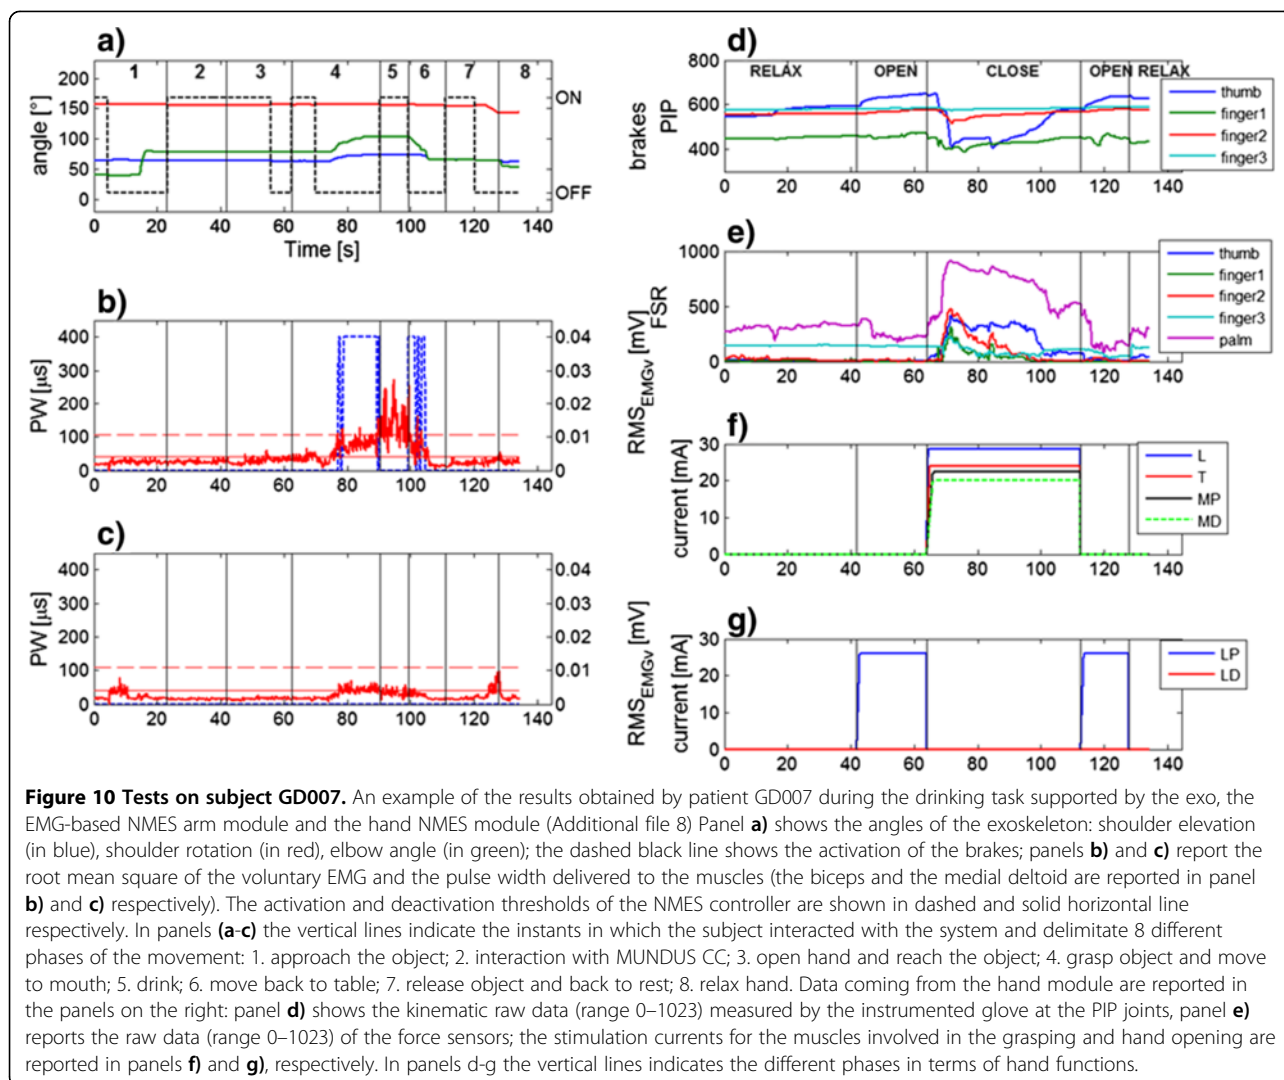 a)
1 2 3 4 5 6 7 8
200
150
100
50
0
angle [°]
ON
OFF
0 20 40 60 80 100 120 140
Time [s]
b)
400
300
200
100
0
PW [µs]
0.04
0.03
0.02
0.01
0
RMS_EMGv [mV]
0 20 40 60 80 100 120 140
c)
400
300
200
100
0
PW [µs]
0.04
0.03
0.02
0.01
0
RMS_EMGv [mV]
0 20 40 60 80 100 120 140
d)
800
600
400
brakes
PIP
RELAX OPEN CLOSE OPEN RELAX
thumb
finger1
finger2
finger3
0 20 40 60 80 100 120 140
e)
1000
500
0
FSR
thumb
finger1
finger2
finger3
palm
0 20 40 60 80 100 120 140
f)
30
20
10
0
current [mA]
L
T
MP
MD
0 20 40 60 80 100 120 140
g)
30
20
10
0
current [mA]
LP
LD
0 20 40 60 80 100 120 140
Figure 10 Tests on subject GD007. An example of the results obtained by patient GD007 during the drinking task supported by the exo, the
EMG-based NMES arm module and the hand NMES module (Additional file 8) Panel a) shows the angles of the exoskeleton: shoulder elevation
(in blue), shoulder rotation (in red), elbow angle (in green); the dashed black line shows the activation of the brakes; panels b) and c) report the
root mean square of the voluntary EMG and the pulse width delivered to the muscles (the biceps and the medial deltoid are reported in panel
b) and c) respectively). The activation and deactivation thresholds of the NMES controller are shown in dashed and solid horizontal line
respectively. In panels (a-c) the vertical lines indicate the instants in which the subject interacted with the system and delimitate 8 different
phases of the movement: 1. approach the object; 2. interaction with MUNDUS CC; 3. open hand and reach the object; 4. grasp object and move
to mouth; 5. drink; 6. move back to table; 7. release object and back to rest; 8. relax hand. Data coming from the hand module are reported in
the panels on the right: panel d) shows the kinematic raw data (range 0–1023) measured by the instrumented glove at the PIP joints, panel e)
reports the raw data (range 0–1023) of the force sensors; the stimulation currents for the muscles involved in the grasping and hand opening are
reported in panels f) and g), respectively. In panels d-g the vertical lines indicates the different phases in terms of hand functions.